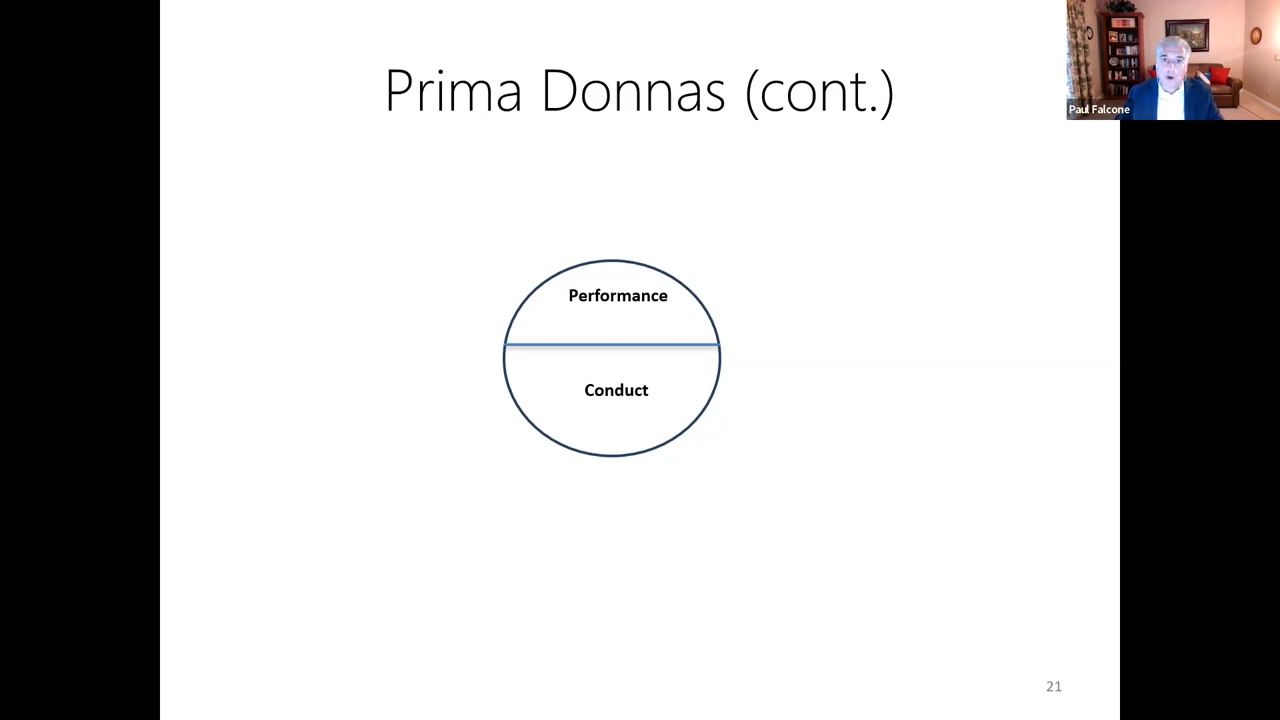 Prima Donnas (cont.)
Paul Falcone
Performance
Conduct
21